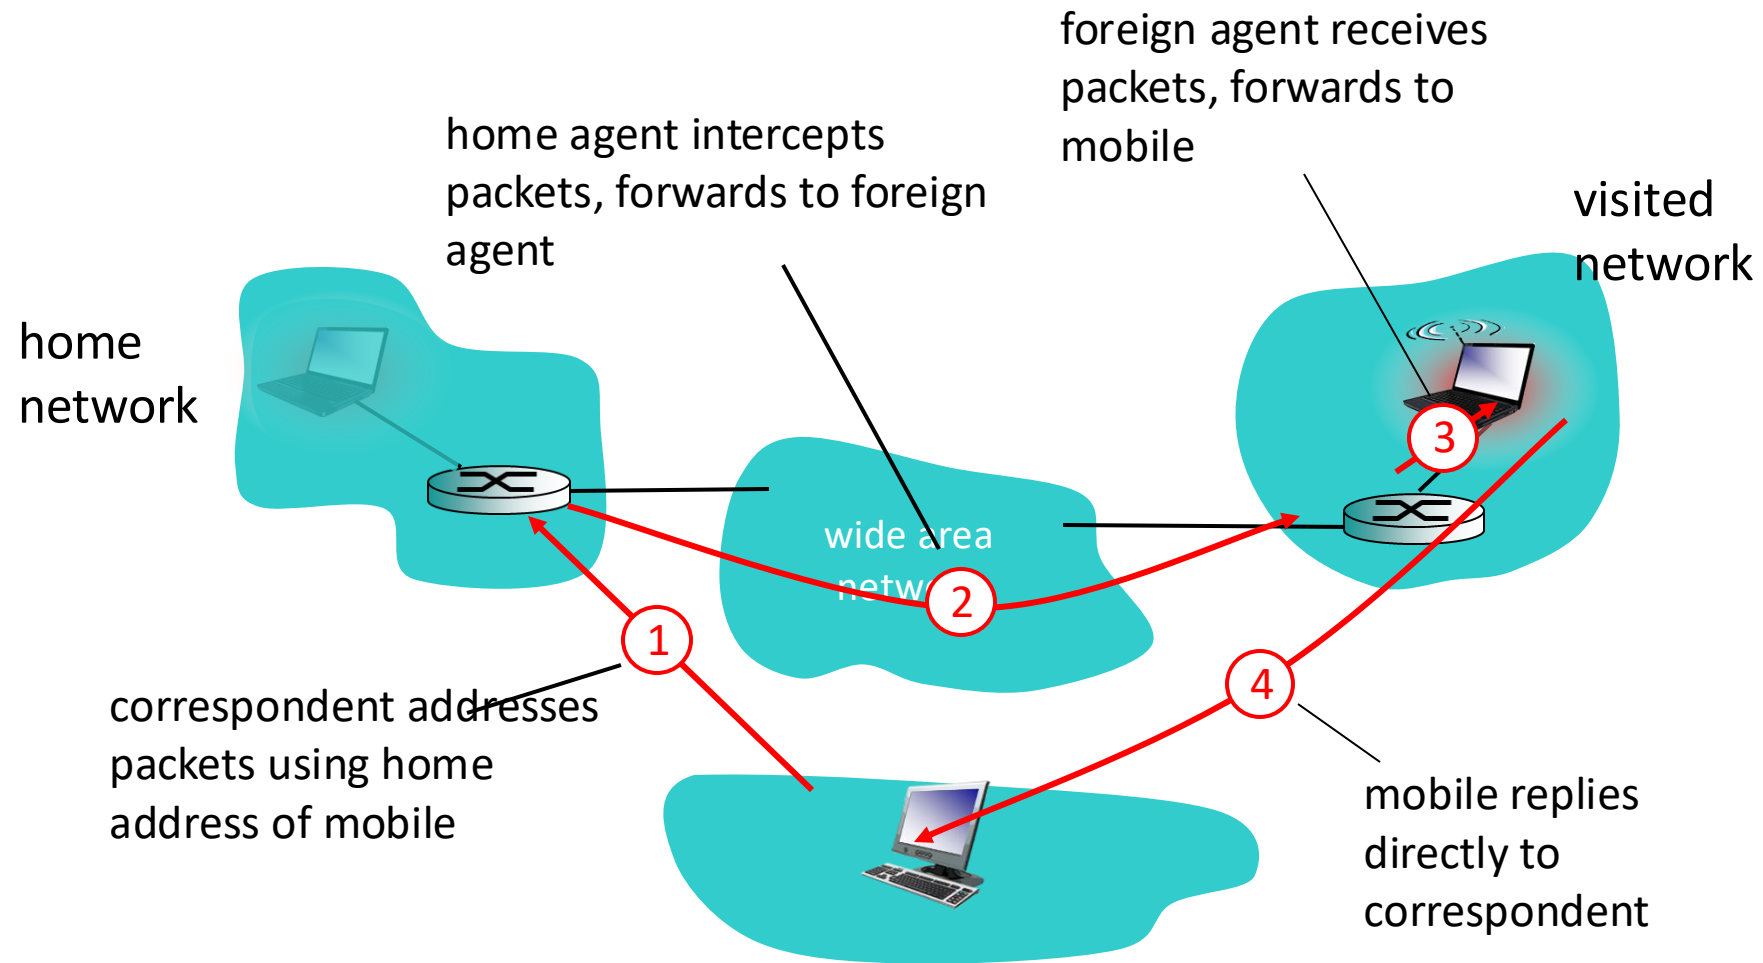 foreign agent receives
packets, forwards to
mobile
home agent intercepts
packets, forwards to foreign
agent
visited
network
home
network
wide area
network
3
2
1
4
correspondent addresses
packets using home
address of mobile
mobile replies
directly to
correspondent